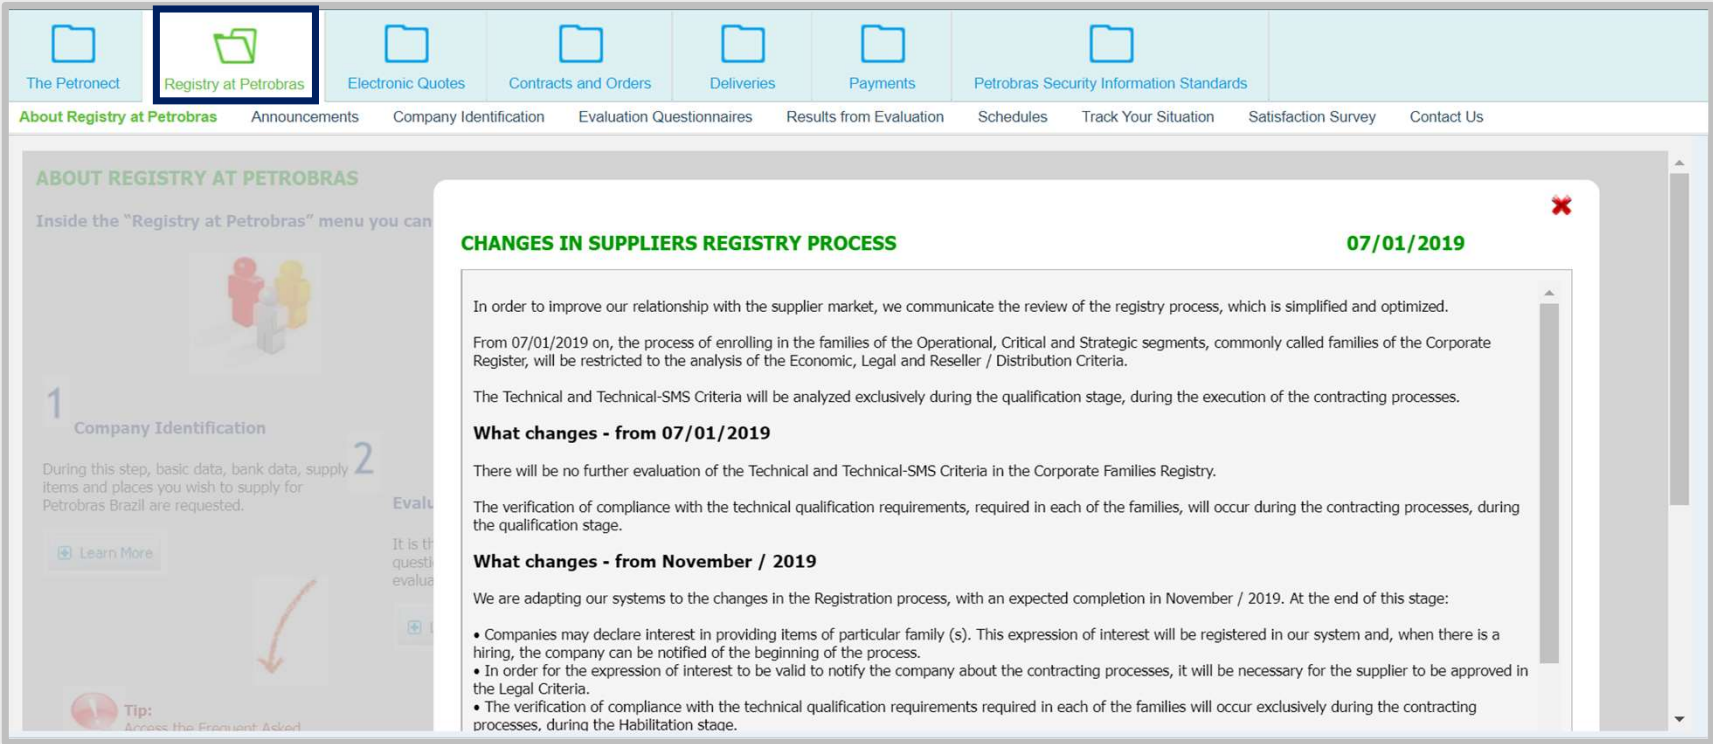 The Petronect
Registry at Petrobras
Electronic Quotes
Contracts and Orders
Deliveries
Payments
Petrobras Security Information Standards
About Registry at Petrobras
Announcements
Company Identification
Evaluation Questionnaires
Results from Evaluation
Schedules
Track Your Situation
Satisfaction Survey
Contact Us
ABOUT REGISTRY AT PETROBRAS
Inside the "Registry at Petrobras" menu you can
1
Company Identification
During this step, basic data, bank data, supply
items and places you wish to supply for
Petrobras Brazil are requested.
Learn More
2
Tip:
Access the Frequent Asked
CHANGES IN SUPPLIERS REGISTRY PROCESS
07/01/2019
In order to improve our relationship with the supplier market, we communicate the review of the registry process, which is simplified and optimized.
From 07/01/2019 on, the process of enrolling in the families of the Operational, Critical and Strategic segments, commonly called families of the Corporate
Register, will be restricted to the analysis of the Economic, Legal and Reseller / Distribution Criteria.
The Technical and Technical-SMS Criteria will be analyzed exclusively during the qualification stage, during the execution of the contracting processes.
What changes - from 07/01/2019
There will be no further evaluation of the Technical and Technical-SMS Criteria in the Corporate Families Registry.
The verification of compliance with the technical qualification requirements, required in each of the families, will occur during the contracting processes, during
the qualification stage.
What changes - from November / 2019
We are adapting our systems to the changes in the Registration process, with an expected completion in November / 2019. At the end of this stage:
• Companies may declare interest in providing items of particular family (s). This expression of interest will be registered in our system and, when there is a
hiring, the company can be notified of the beginning of the process.
• In order for the expression of interest to be valid to notify the company about the contracting processes, it will be necessary for the supplier to be approved in
the Legal Criteria.
• The verification of compliance with the technical qualification requirements required in each of the families will occur exclusively during the contracting
processes, during the Habilitation stage.